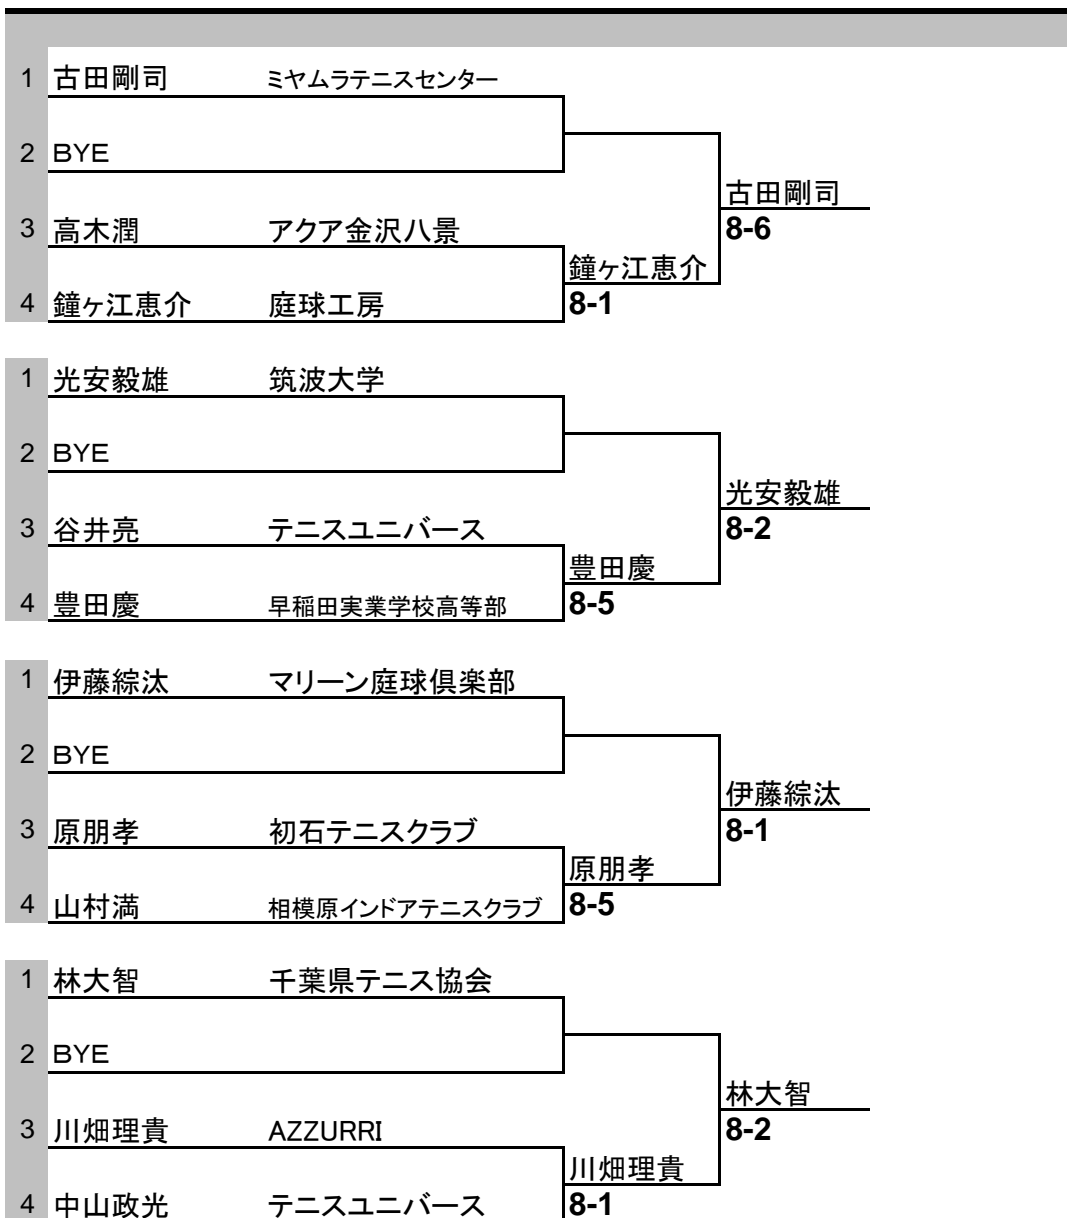 1 古田剛司 ミヤムラテニスセンター
2 BYE
古田剛司
3 高木潤 アクア金沢八景 8-6
鐘ヶ江恵介
4 鐘ヶ江恵介 庭球工房 8-1
1 光安毅雄 筑波大学
2 BYE
光安毅雄
3 谷井亮 テニスユニバース 8-2
豊田慶
4 豊田慶 早稲田実業学校高等部 8-5
1 伊藤綜汰 マリーン庭球倶楽部
2 BYE
伊藤綜汰
3 原朋孝 初石テニスクラブ 8-1
原朋孝
4 山村満 相模原インドアテニスクラブ 8-5
1 林大智 千葉県テニス協会
2 BYE
林大智
3 川畑理貴 AZZURRI 8-2
川畑理貴
4 中山政光 テニスユニバース 8-1